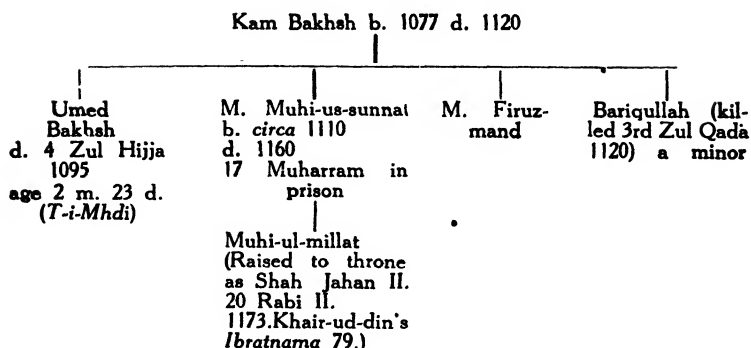 Kam Bakhsh b. 1077 d. 1120
Umed
Bakhsh
d. 4 Zul Hijja
1095
age 2 m. 23 d.
(T-i-Mhdi)
M. Muhi-us-sunnat
b. circa 1110
d. 1160
17 Muharram in
prison
Muhi-ul-millat
(Raised to throne
as Shah Jahan II.
20 Rabi II.
1173.Khair-ud-din's
Ibratnama 79.)
M. Firuz-
mand
Bariqullah (kil-
led 3rd Zul Qada
1120) a minor